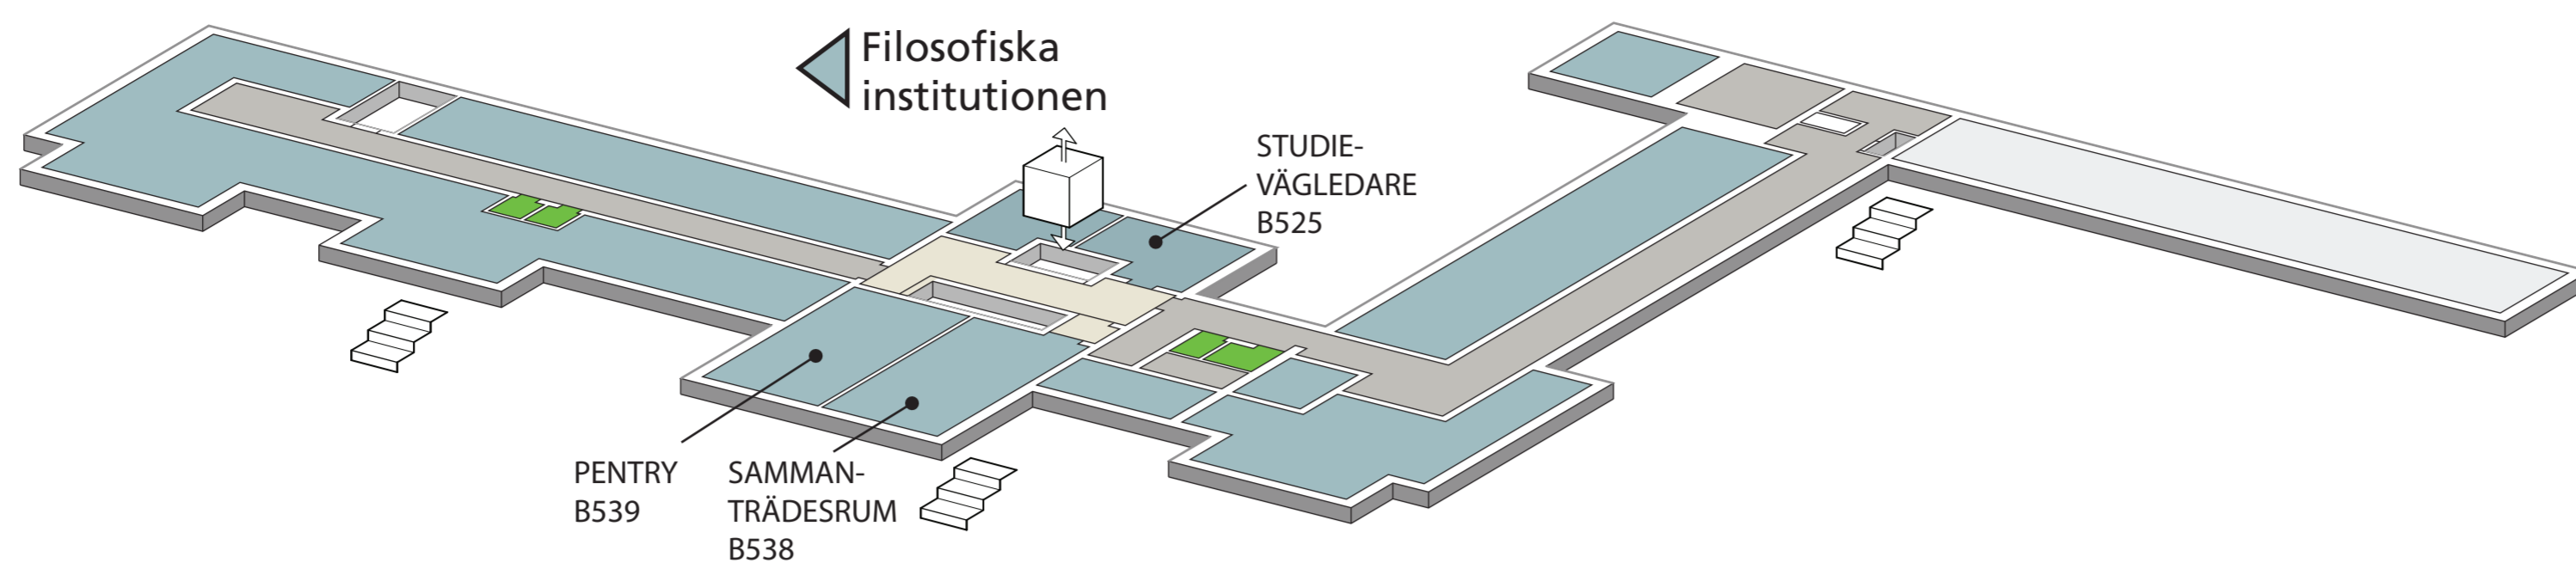 Filosofiska
institutionen
STUDIE-
VÄGLEDARE
B525
PENTRY
B539
SAMMAN-
TRÄDESRUM
B538